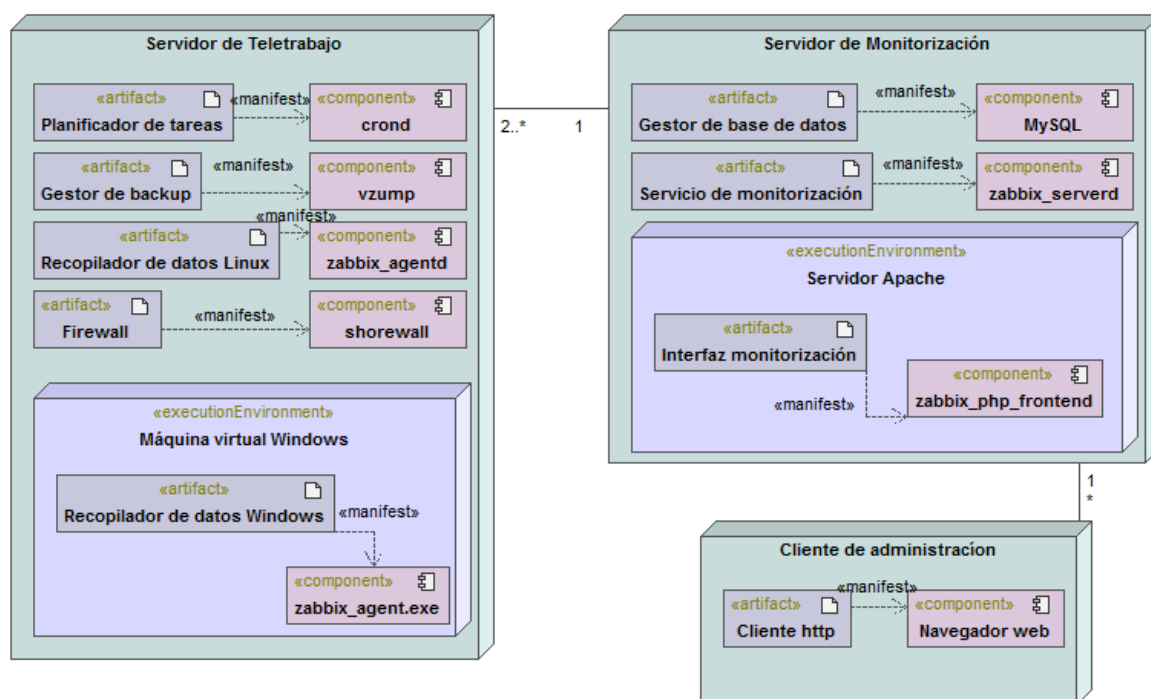 Servidor de Teletrabajo
«artifact»
Planificador de tareas
«manifest»
«component»
crond
«artifact»
Gestor de backup
«manifest»
«component»
vzump
«artifact»
Recopilador de datos Linux
«manifest»
«component»
zabbix_agentd
«artifact»
Firewall
«manifest»
«component»
shorewall
«executionEnvironment»
Máquina virtual Windows
«artifact»
Recopilador de datos Windows
«manifest»
«component»
zabbix_agent.exe
2..*
1
Servidor de Monitorización
«artifact»
Gestor de base de datos
«manifest»
«component»
MySQL
«artifact»
Servicio de monitorización
«manifest»
«component»
zabbix_serverd
«executionEnvironment»
Servidor Apache
«artifact»
Interfaz monitorización
«manifest»
«component»
zabbix_php_frontend
1
*
Cliente de administracíon
«artifact»
Cliente http
«manifest»
«component»
Navegador web